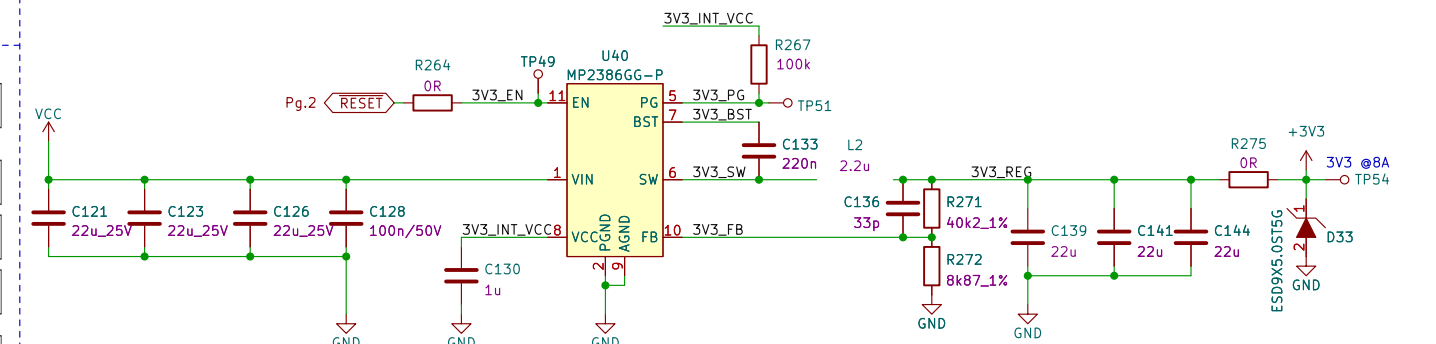 3V3_INT_VCC
R267
100k
U40
MP2386GG-P
TP49
R264
0R
Pg.2
RESET
3V3_EN
11
EN
PG
5
3V3_PG
TP51
BST
7
3V3_BST
VCC
C133
220n
L2
2.2u
1
VIN
SW
6
3V3_SW
3V3_REG
R275
0R
+3V3
3V3 @8A
TP54
C121
22u_25V
C123
22u_25V
C126
22u_25V
C128
100n/50V
3V3_INT_VCC
8
VCC
PGND
AGND
2
9
FB
10
3V3_FB
C136
33p
R271
40k2_1%
R272
8k87_1%
C139
22u
C141
22u
C144
22u
ESD9X5.0ST5G
1
2
D33
C130
1u
GND
GND
GND
GND
GND
GND